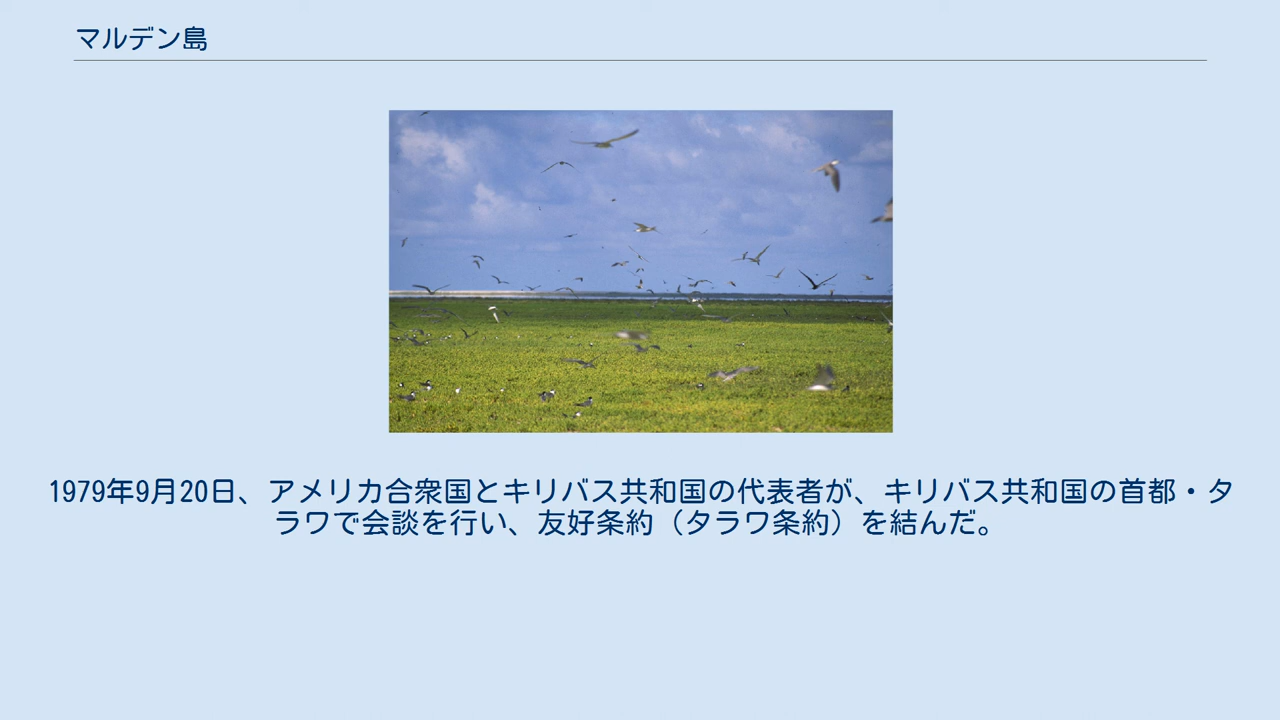 マルデン島
1979年9月20日、アメリカ合衆国とキリバス共和国の代表者が、キリバス共和国の首都・タ
ラワで会談を行い、友好条約（タラワ条約）を結んだ。